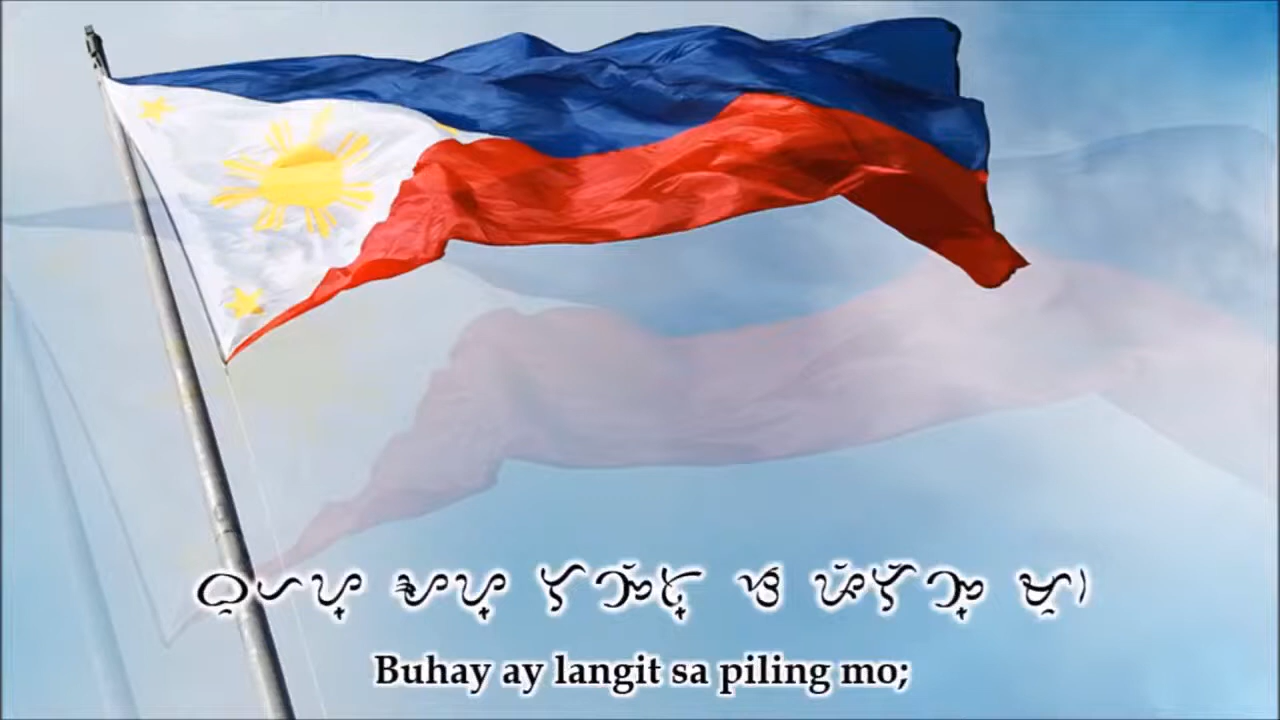 ᜊᜓᜑᜌ᜔ ᜀᜌ᜔ ᜎᜅᜒᜆ᜔ ᜐ ᜉᜒᜎᜒᜅ᜔ ᜋᜓ᜵
Buhay ay langit sa piling mo;